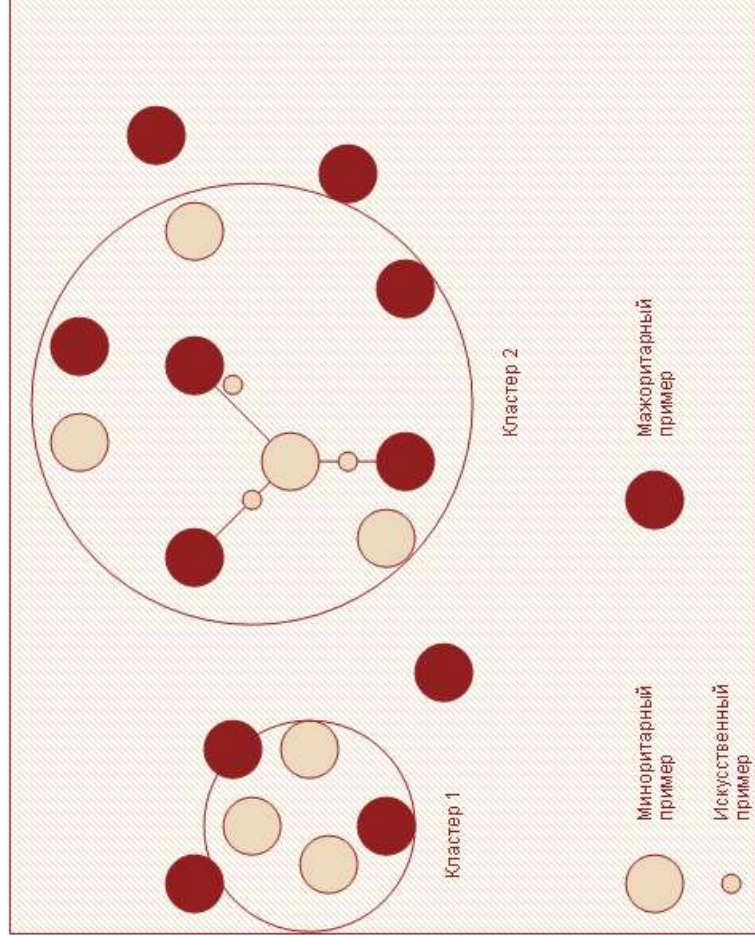 Кластер 1
Кластер 2
Миноритарный
пример
Мажоритарный
пример
Искусственный
пример